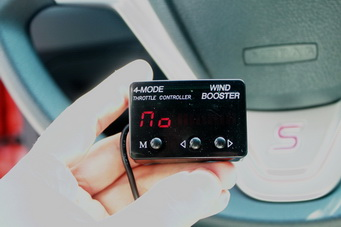 4-MODE WIND
THROTTLE CONTROLLER BOOSTER
no
M
S